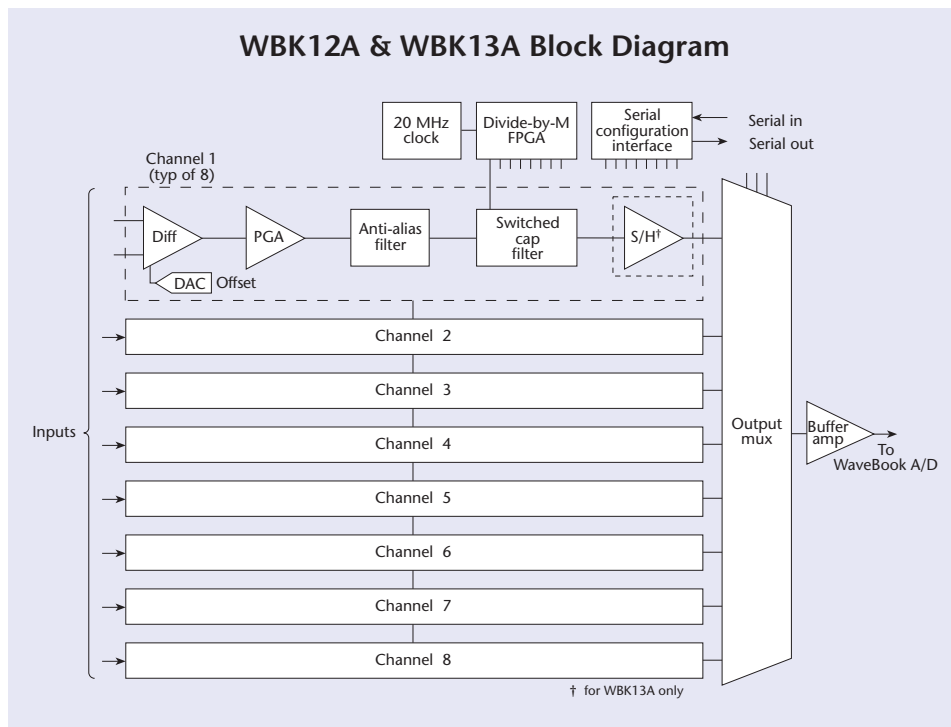 WBK12A & WBK13A Block Diagram
20 MHz
clock
Divide-by-M
FPGA
Serial
configuration
interface
Serial in
Serial out
Channel 1
(typ of 8)
Diff
PGA
Anti-alias
filter
Switched
cap
filter
S/H†
DAC
Offset
Channel 2
Channel 3
Inputs
Channel 4
Channel 5
Channel 6
Channel 7
Channel 8
Output
mux
Buffer
amp
To
WaveBook A/D
† for WBK13A only